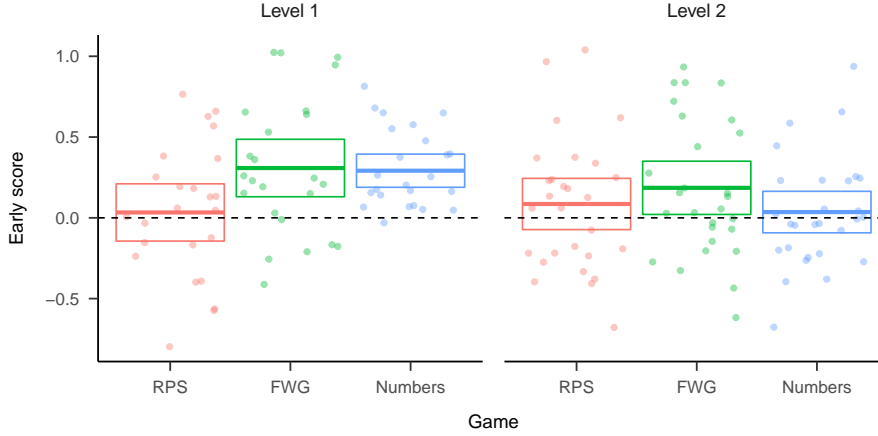 Level 1
Level 2
1.0
0.5
0.0
−0.5
Early score
RPS
FWG
Numbers
RPS
FWG
Numbers
Game